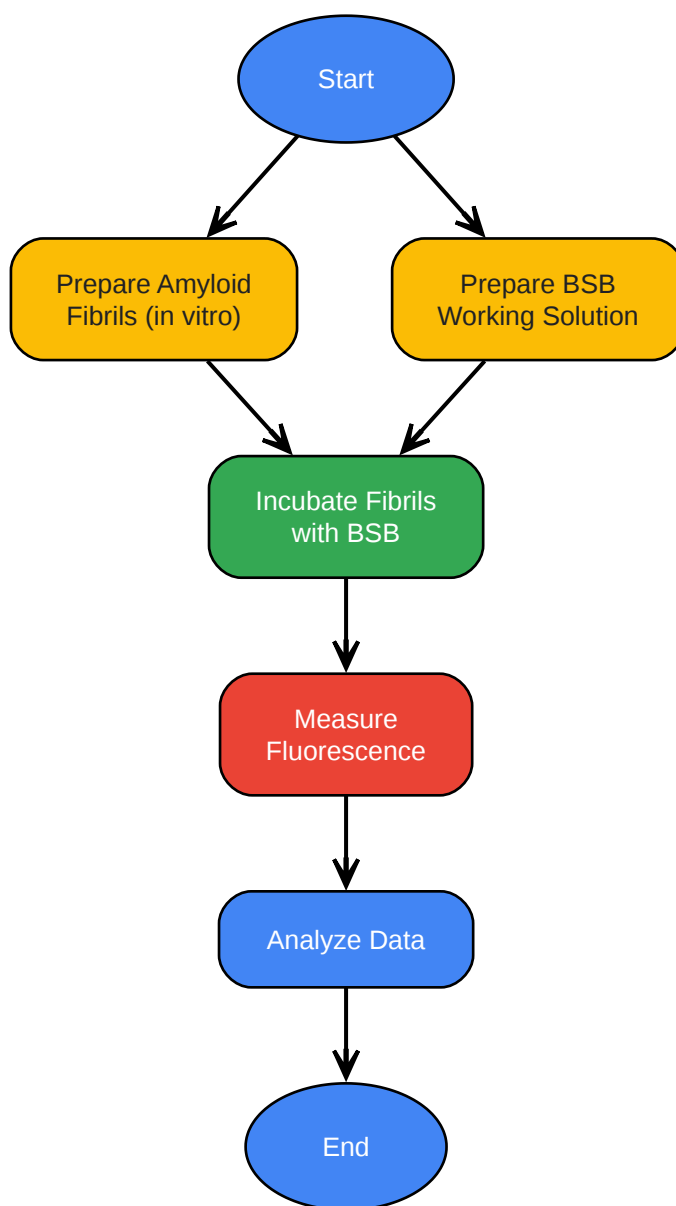 Start
Prepare Amyloid
Fibrils (in vitro)
Prepare BSB
Working Solution
Incubate Fibrils
with BSB
Measure
Fluorescence
Analyze Data
End